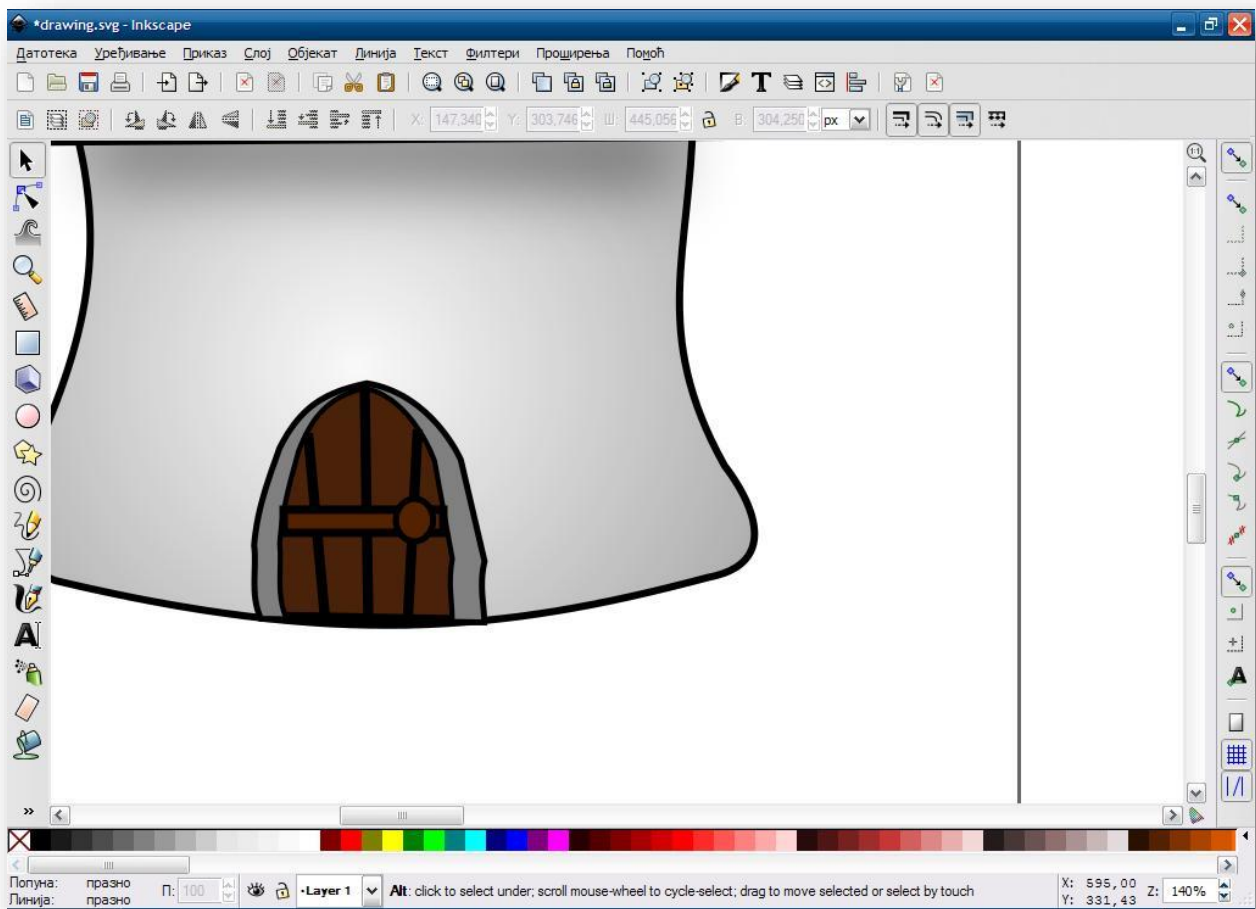 *drawing.svg - Inkscape
Датотека Уређивање Приказ Слој Објекат Линија Текст Филтери Проширења Помоћ
X: 147,340 Y: 303,746 Ш: 445,056 В: 304,250 px
1:1
Попуна: празно П: 100 •Layer 1 Alt: click to select under; scroll mouse-wheel to cycle-select; drag to move selected or select by touch X: 595,00 Z: 140%
Линија: празно Y: 331,43